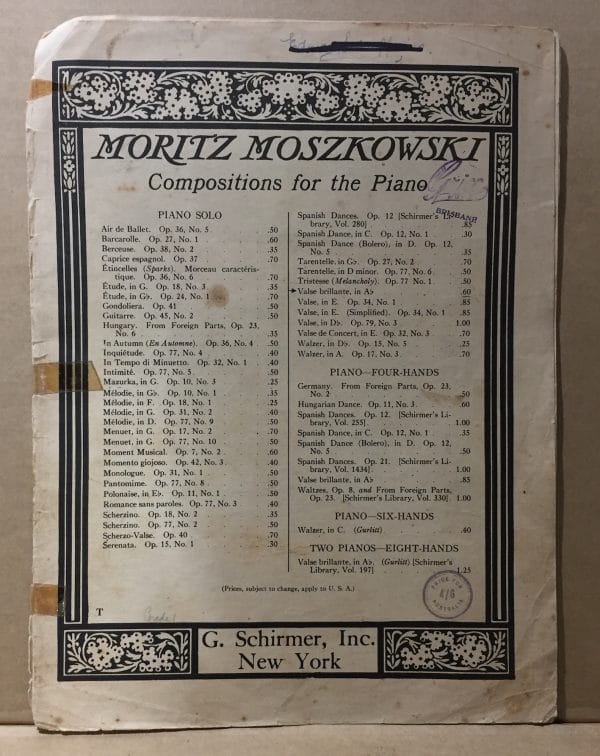 MORITZ MOSZKOWSKI
Compositions for the Piano
BRISBANE
PIANO SOLO
Air de Ballet. Op. 36, No. 5 .50
Barcarolle. Op. 27, No. 1 .60
Berceuse. Op. 38, No. 2 .35
Caprice espagnol. Op. 37 .70
Étincelles (Sparks). Morceau caractéris-
tique. Op. 36, No. 6 .70
Étude, in G. Op. 18, No. 3 .35
Étude, in G♭. Op. 24, No. 1 .70
Gondoliera. Op. 41 .50
Guitarre. Op. 45, No. 2 .50
Hungary. From Foreign Parts, Op. 23,
No. 6 .35
In Autumn (En Automne). Op. 36, No. 4 .50
Inquiétude. Op. 77, No. 4 .40
In Tempo di Minuetto. Op. 32, No. 1 .40
Intimité. Op. 77, No. 5 .50
Mazurka, in G. Op. 10, No. 3 .25
Mélodie, in G♭. Op. 10, No. 1 .35
Mélodie, in F. Op. 18, No. 1 .25
Mélodie, in G. Op. 31, No. 2 .40
Mélodie, in D. Op. 77, No. 9 .50
Menuet, in G. Op. 17, No. 2 .70
Menuet, in G. Op. 77, No. 10 .50
Moment Musical. Op. 7, No. 2 .60
Momento giojoso. Op. 42, No. 3 .40
Monologue. Op. 31, No. 1 .50
Pantomime. Op. 77, No. 8 .50
Polonaise, in E♭. Op. 11, No. 1 .50
Romance sans paroles. Op. 77, No. 3 .40
Scherzino. Op. 18, No. 2 .35
Scherzino. Op. 77, No. 2 .50
Scherzo-Valse. Op. 40 .70
Serenata. Op. 15, No. 1 .30
Spanish Dances. Op. 12 [Schirmer's Li-
brary, Vol. 280] .85
Spanish Dance, in C. Op. 12, No. 1 .30
Spanish Dance (Bolero), in D. Op. 12,
No. 5 .35
Tarentelle, in G♭. Op. 27, No. 2 .70
Tarentelle, in D minor. Op. 77, No. 6 .50
Tristesse (Melancholy). Op. 77 No. 1 .50
Valse brillante, in A♭ .60
Valse, in E. Op. 34, No. 1 .85
Valse, in E. (Simplified). Op. 34, No. 1 .85
Valse, in D♭. Op. 79, No. 3 1.00
Valse de Concert, in E. Op. 32, No. 3 .70
Walzer, in D♭. Op. 15, No. 5 .25
Walzer, in A. Op. 17, No. 3 .70
PIANO—FOUR-HANDS
Germany. From Foreign Parts, Op. 23,
No. 2 .50
Hungarian Dance. Op. 11, No. 3 .60
Spanish Dances. Op. 12. [Schirmer's Li-
brary, Vol. 255] 1.00
Spanish Dance, in C. Op. 12, No. 1 .35
Spanish Dance (Bolero), in D. Op. 12,
No. 5 .50
Spanish Dances. Op. 21. [Schirmer's Li-
brary, Vol. 1434] 1.00
Valse brillante, in A♭ .85
Waltzes, Op. 8, and From Foreign Parts,
Op. 23. [Schirmer's Library, Vol. 330] 1.00
PIANO—SIX-HANDS
Walzer, in C. (Gurlitt) .40
TWO PIANOS—EIGHT-HANDS
Valse brillante, in A♭. (Gurlitt) [Schirmer's
Library, Vol. 197] 1.25
(Prices, subject to change, apply to U. S. A.)
PRICE FOR
4/6
AUSTRALIA
T
Grade
G. Schirmer, Inc.
New York